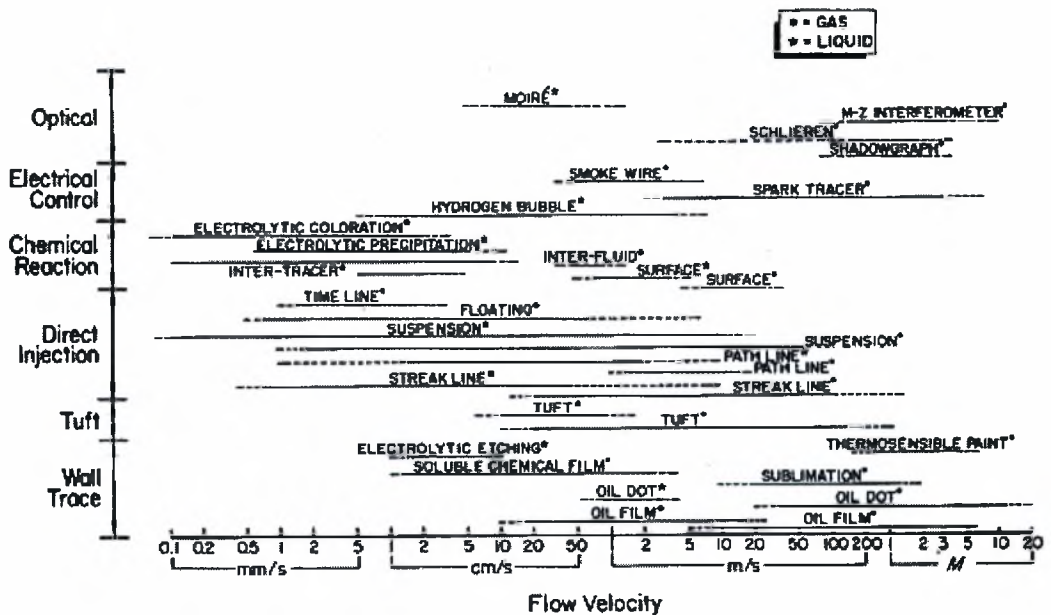 * = GAS
* = LIQUID
Optical
MOIRÉ*
M-Z INTERFEROMETER*
SCHLIEREN*
SHADOWGRAPH*
Electrical
Control
SMOKE WIRE*
SPARK TRACER*
HYDROGEN BUBBLE*
Chemical
Reaction
ELECTROLYTIC COLORATION*
ELECTROLYTIC PRECIPITATION*
INTER-FLUID*
INTER-TRACER*
SURFACE*
SURFACE*
Direct
Injection
TIME LINE*
FLOATING*
SUSPENSION*
SUSPENSION*
PATH LINE*
PATH LINE*
STREAK LINE*
STREAK LINE*
Tuft
TUFT*
TUFT*
Wall
Trace
ELECTROLYTIC ETCHING*
THERMOSENSIBLE PAINT*
SOLUBLE CHEMICAL FILM*
SUBLIMATION*
OIL DOT*
OIL DOT*
OIL FILM*
OIL FILM*
0.1 0.2 0.5 1 2 5 2 5 10 20 50 2 5 10 20 50 100 200 2 3 5 10 20
mm/s cm/s m/s M
Flow Velocity